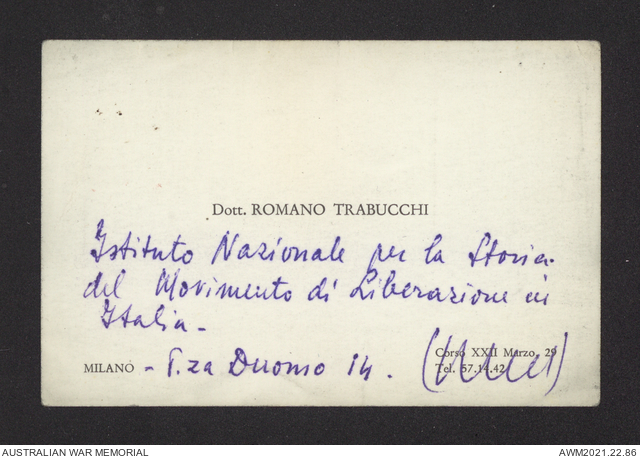 Dott. ROMANO TRABUCCHI
Istituto Nazionale per la Storia
del Movimento di Liberazione in
Italia -
Corso XXII Marzo, 29
MILANO - P.za Duomo 14.
Tel. 57.14.42
AUSTRALIAN WAR MEMORIAL
AWM2021.22.86